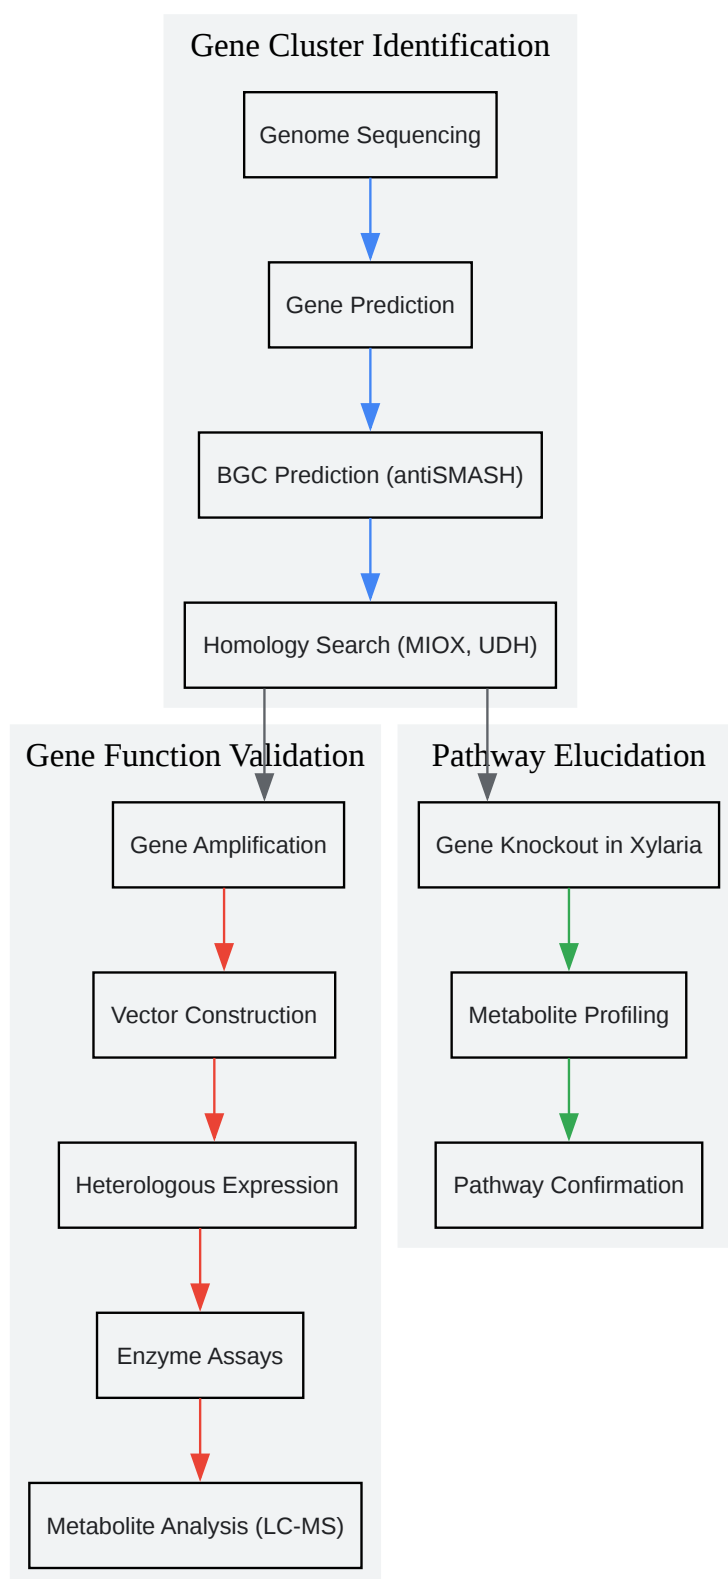 Gene Cluster Identification
Genome Sequencing
Gene Prediction
BGC Prediction (antiSMASH)
Homology Search (MIOX, UDH)
Gene Function Validation
Gene Amplification
Vector Construction
Heterologous Expression
Enzyme Assays
Metabolite Analysis (LC-MS)
Pathway Elucidation
Gene Knockout in Xylaria
Metabolite Profiling
Pathway Confirmation